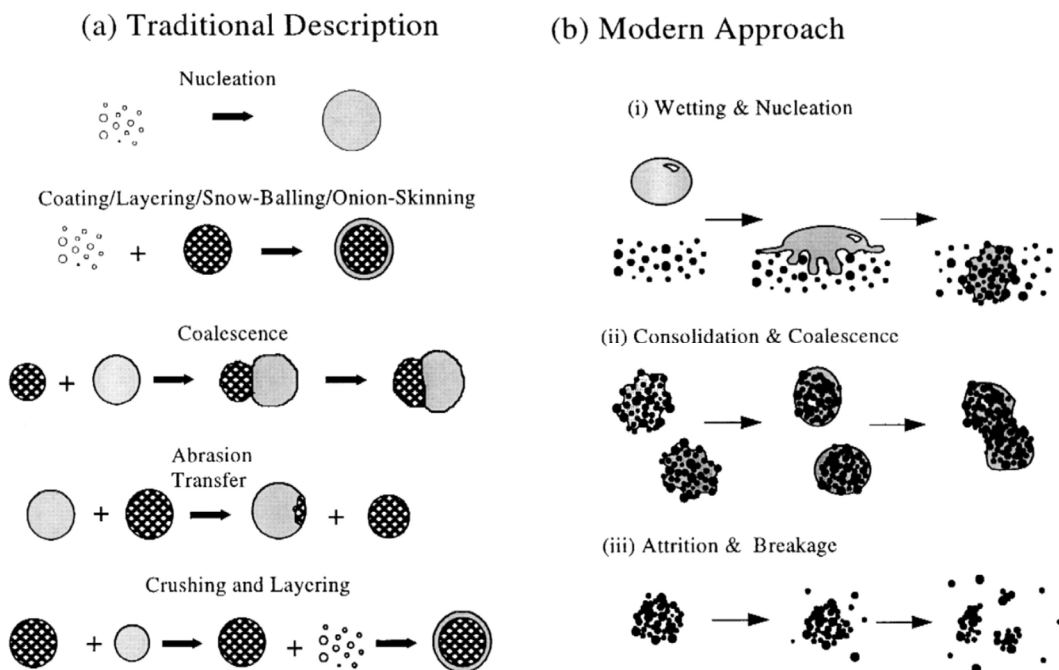 (a) Traditional Description
Nucleation
Coating/Layering/Snow-Balling/Onion-Skinning
+
Coalescence
+
Abrasion
Transfer
+ +
Crushing and Layering
+ +
(b) Modern Approach
(i) Wetting & Nucleation
(ii) Consolidation & Coalescence
(iii) Attrition & Breakage